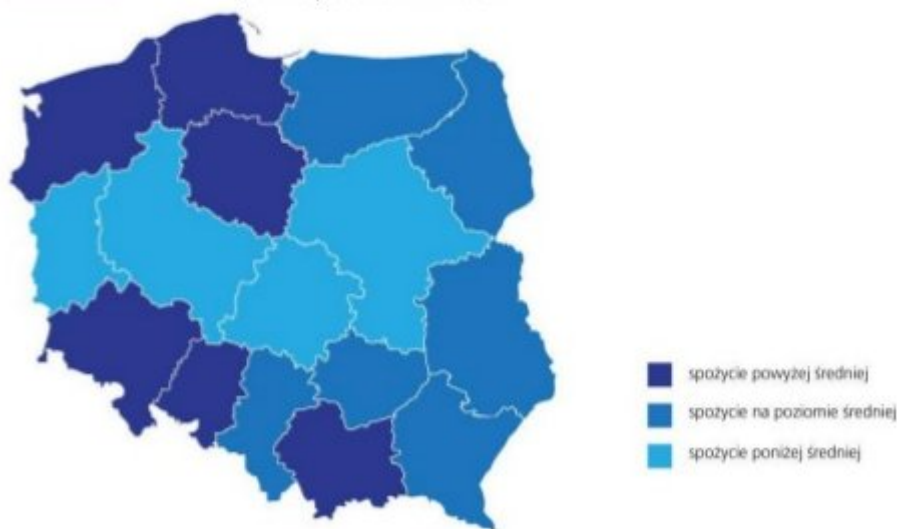 spożycie powyżej średniej
spożycie na poziomie średniej
spożycie poniżej średniej